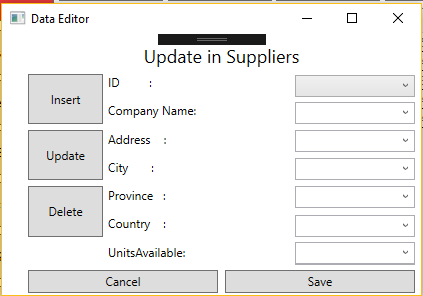 Data Editor
Update in Suppliers
Insert
Update
Delete
ID :
Company Name:
Address :
City :
Province :
Country :
UnitsAvailable:
Cancel Save